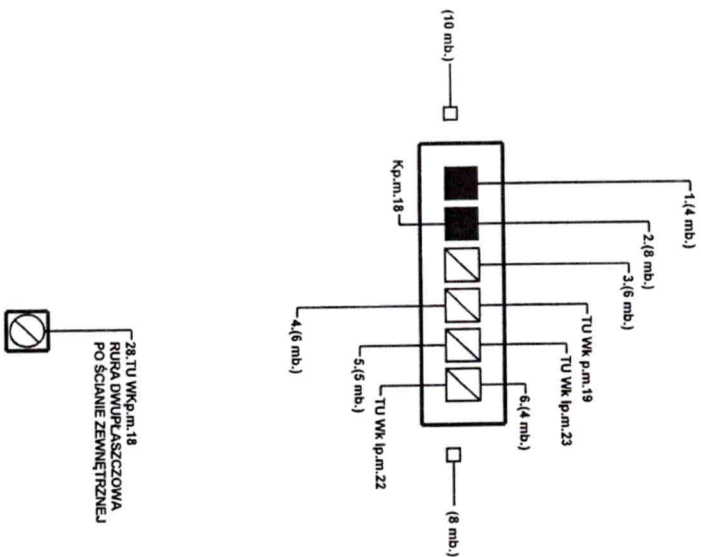 (10 mb.)
1.(4 mb.)
2.(8 mb.)
Kp.m.18
3.(6 mb.)
TU Wk p.m.19
4.(6 mb.)
TU Wk Ip.m.23
5.(5 mb.)
6.(4 mb.)
TU Wk Ip.m.22
(8 mb.)
28.TU WKp.m.18
RURA DWUPŁASZCZOWA
PO ŚCIANIE ZEWNĘTRZNEJ